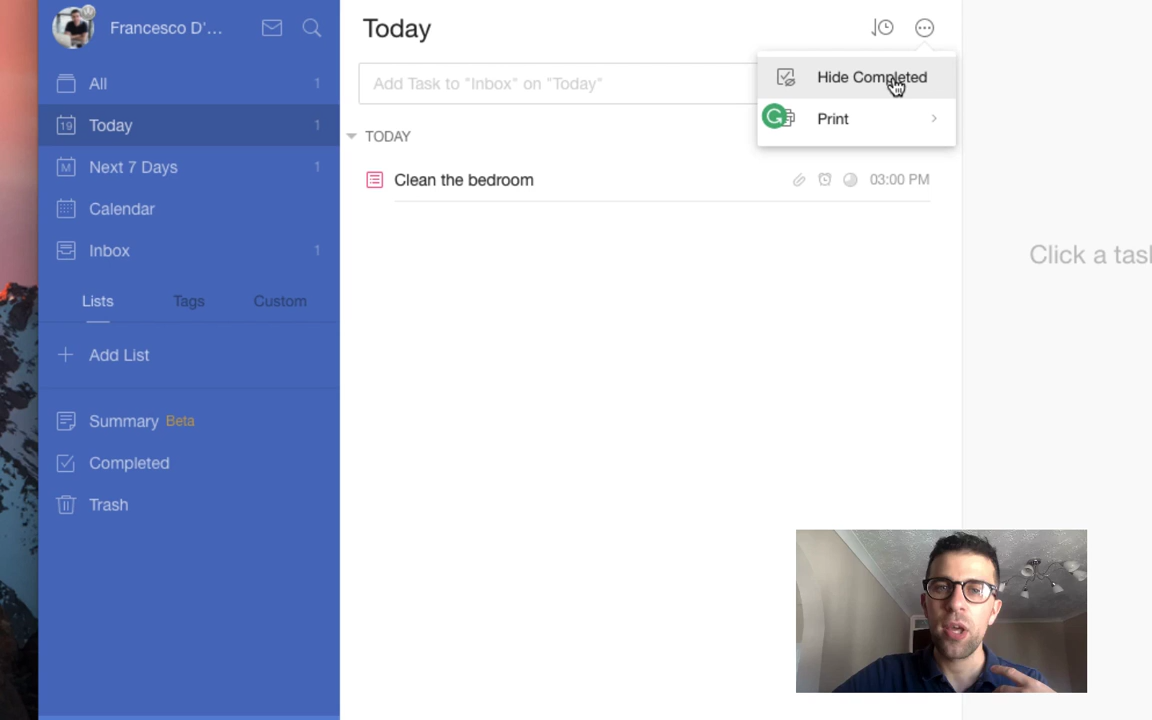 Francesco D'...
All 1
19 Today 1
M Next 7 Days 1
Calendar
Inbox 1
Lists Tags Custom
Add List
Summary Beta
Completed
Trash
Today
Add Task to "Inbox" on "Today"
TODAY
Clean the bedroom 03:00 PM
Hide Completed
G Print
Click a task